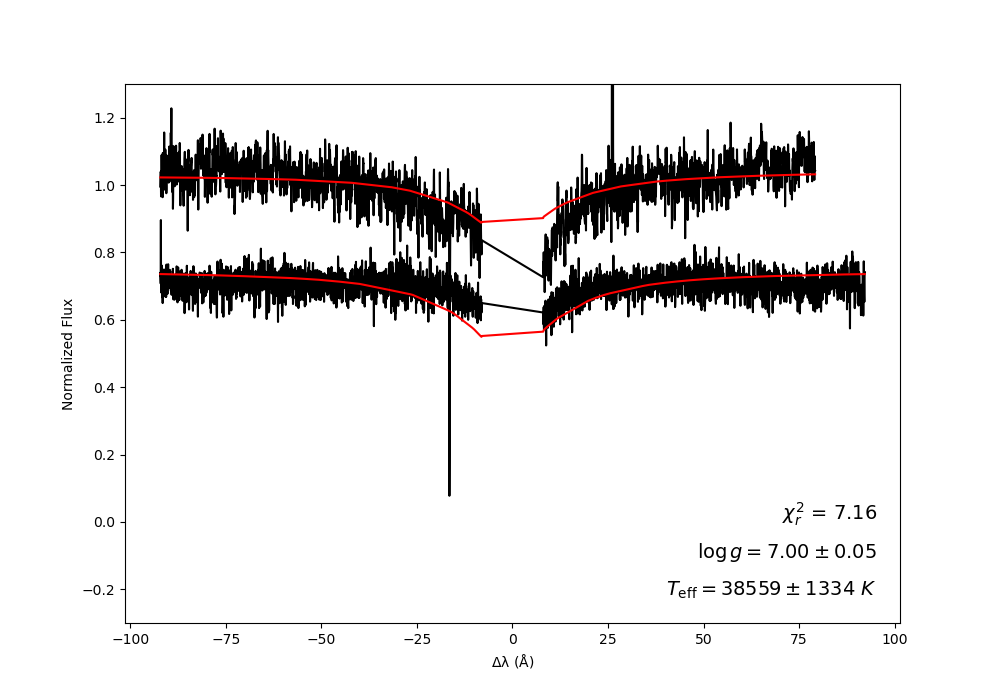 1.2
1.0
0.8
0.6
0.4
0.2
0.0
−0.2
Normalized Flux
χ²ᵣ = 7.16
log g = 7.00 ± 0.05
T_eff = 38559 ± 1334 K
−100 −75 −50 −25 0 25 50 75 100
Δλ (Å)